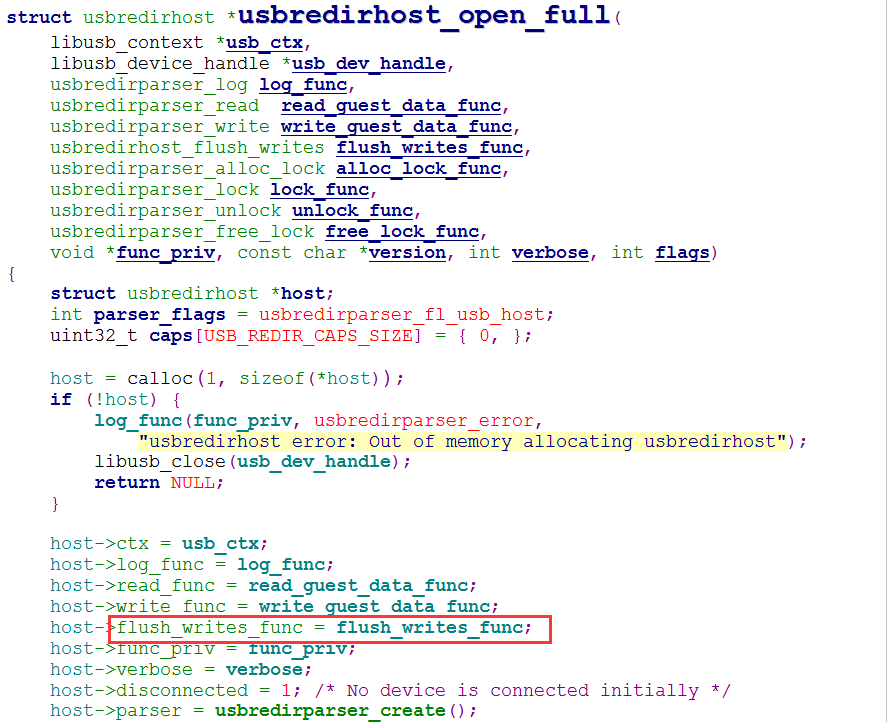 struct usbredirhost *usbredirhost_open_full(
    libusb_context *usb_ctx,
    libusb_device_handle *usb_dev_handle,
    usbredirparser_log log_func,
    usbredirparser_read  read_guest_data_func,
    usbredirparser_write write_guest_data_func,
    usbredirhost_flush_writes flush_writes_func,
    usbredirparser_alloc_lock alloc_lock_func,
    usbredirparser_lock lock_func,
    usbredirparser_unlock unlock_func,
    usbredirparser_free_lock free_lock_func,
    void *func_priv, const char *version, int verbose, int flags)
{
    struct usbredirhost *host;
    int parser_flags = usbredirparser_fl_usb_host;
    uint32_t caps[USB_REDIR_CAPS_SIZE] = { 0, };

    host = calloc(1, sizeof(*host));
    if (!host) {
        log_func(func_priv, usbredirparser_error,
            "usbredirhost error: Out of memory allocating usbredirhost");
        libusb_close(usb_dev_handle);
        return NULL;
    }

    host->ctx = usb_ctx;
    host->log_func = log_func;
    host->read_func = read_guest_data_func;
    host->write_func = write_guest_data_func;
    host->flush_writes_func = flush_writes_func;
    host->func_priv = func_priv;
    host->verbose = verbose;
    host->disconnected = 1; /* No device is connected initially */
    host->parser = usbredirparser_create();